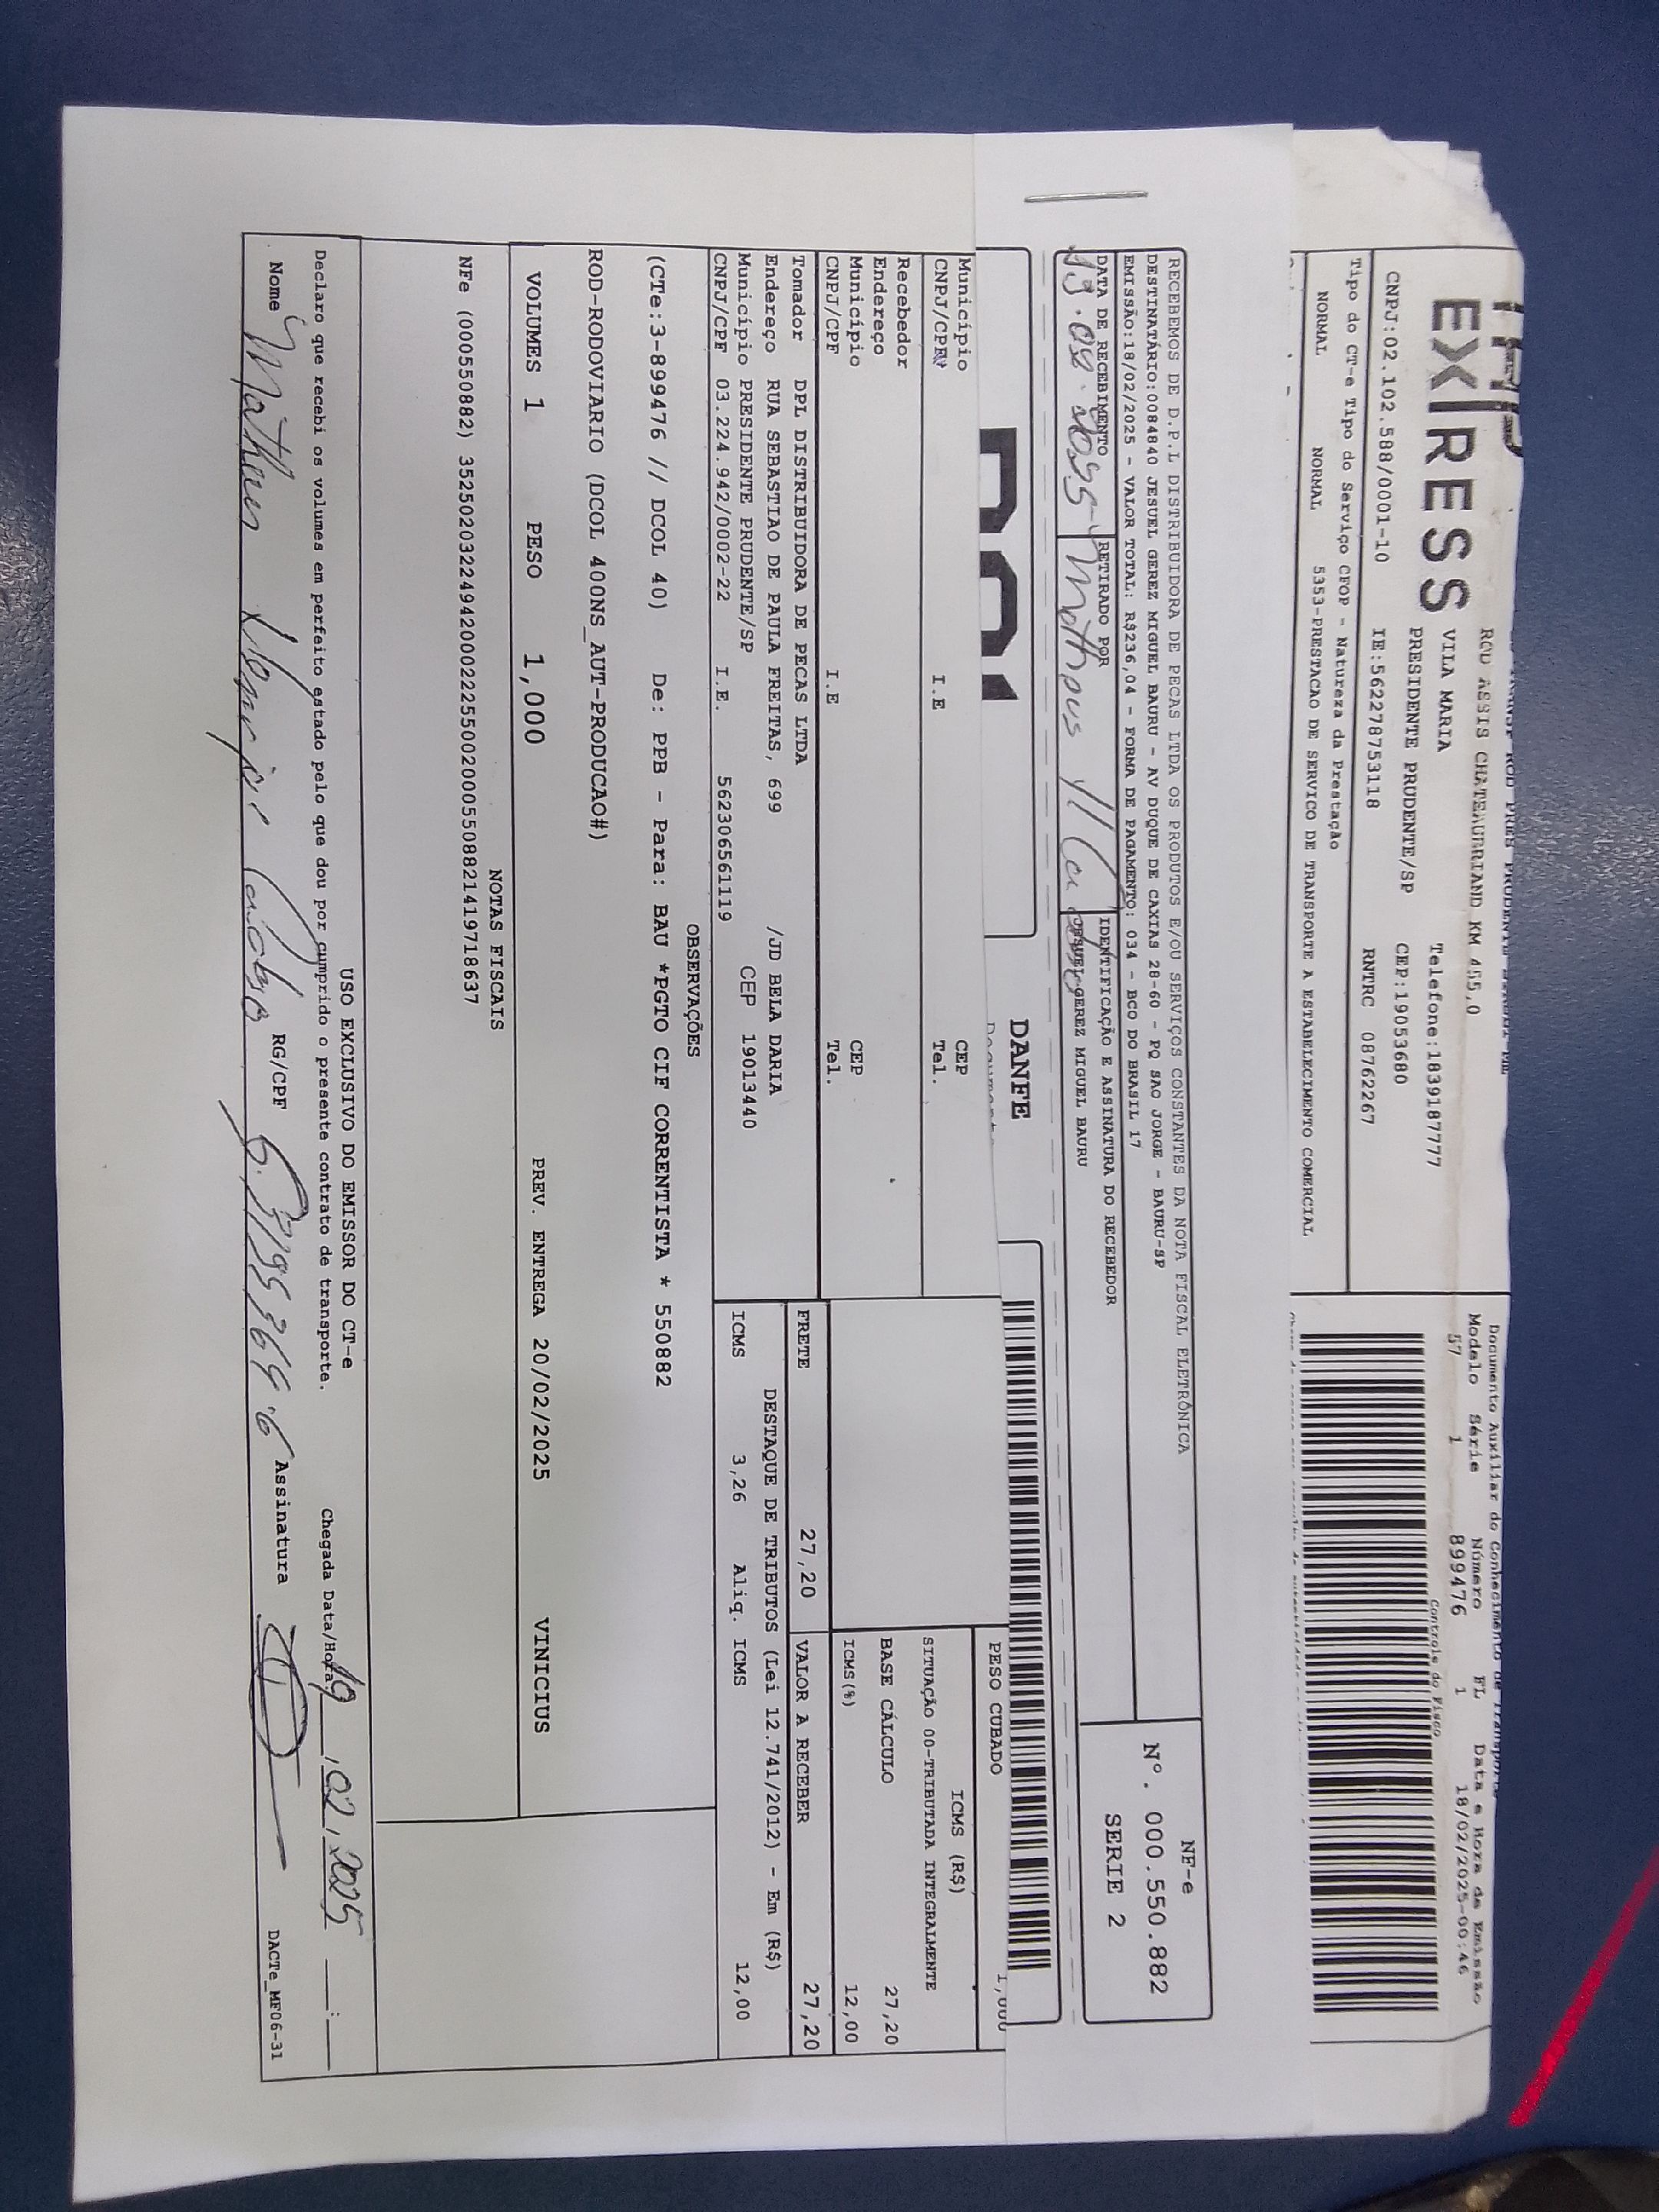 EXPRESS
ROD ASSIS CHATEAUBRIAND KM 455,0
VILA MARIA Telefone:1839187777
PRESIDENTE PRUDENTE/SP CEP:19053680
CNPJ:02.102.588/0001-10 IE:562278753118 RNTRC 08762267
Tipo do CT-e Tipo do Serviço CFOP - Natureza da Prestação
NORMAL NORMAL 5353-PRESTACAO DE SERVICO DE TRANSPORTE A ESTABELECIMENTO COMERCIAL
Documento Auxiliar do Conhecimento de Transporte
Modelo Série Número FL Data e Hora de Emissão
57 1 899476 1 18/02/2025-00:46
Controle do Fisco
RECEBEMOS DE D.P.L DISTRIBUIDORA DE PECAS LTDA OS PRODUTOS E/OU SERVIÇOS CONSTANTES DA NOTA FISCAL ELETRÔNICA
DESTINATÁRIO:0084840 JESUEL GEREZ MIGUEL BAURU - AV DUQUE DE CAXIAS 28-60 - PQ SAO JORGE - BAURU-SP
EMISSÃO:18/02/2025 - VALOR TOTAL: R$236,04 - FORMA DE PAGAMENTO: 034 - BCO DO BRASIL 17
DATA DE RECEBIMENTO RETIRADO POR IDENTIFICAÇÃO E ASSINATURA DO RECEBEDOR
JESUEL GEREZ MIGUEL BAURU
NF-e
Nº. 000.550.882
SERIE 2
DANFE
Município CEP
CNPJ/CPF I.E Tel.
Recebedor
Endereço
Município CEP
CNPJ/CPF I.E Tel.
PESO CUBADO 1,000
ICMS (R$)
SITUAÇÃO 00-TRIBUTADA INTEGRALMENTE
BASE CÁLCULO 27,20
ICMS(%) 12,00
Tomador DPL DISTRIBUIDORA DE PECAS LTDA
Endereço RUA SEBASTIAO DE PAULA FREITAS, 699 /JD BELA DARIA
Município PRESIDENTE PRUDENTE/SP CEP 19013440
CNPJ/CPF 03.224.942/0002-22 I.E. 562306561119
FRETE 27,20 VALOR A RECEBER 27,20
DESTAQUE DE TRIBUTOS (Lei 12.741/2012) - Em (R$)
ICMS 3,26 Aliq. ICMS 12,00
OBSERVAÇÕES
(CTe:3-899476 // DCOL 40) De: PPB - Para: BAU *PGTO CIF CORRENTISTA * 550882
ROD-RODOVIARIO (DCOL 400NS_AUT-PRODUCAO#)
VOLUMES 1 PESO 1,000 PREV. ENTREGA 20/02/2025 VINICIUS
NOTAS FISCAIS
NFe (000550882) 35250203224942000222550020005508821419718637
USO EXCLUSIVO DO EMISSOR DO CT-e
Declaro que recebi os volumes em perfeito estado pelo que dou por cumprido o presente contrato de transporte. Chegada Data/Hora 19/02/2025 __:__
Nome Matheus RG/CPF Assinatura DACTe_MF06-31